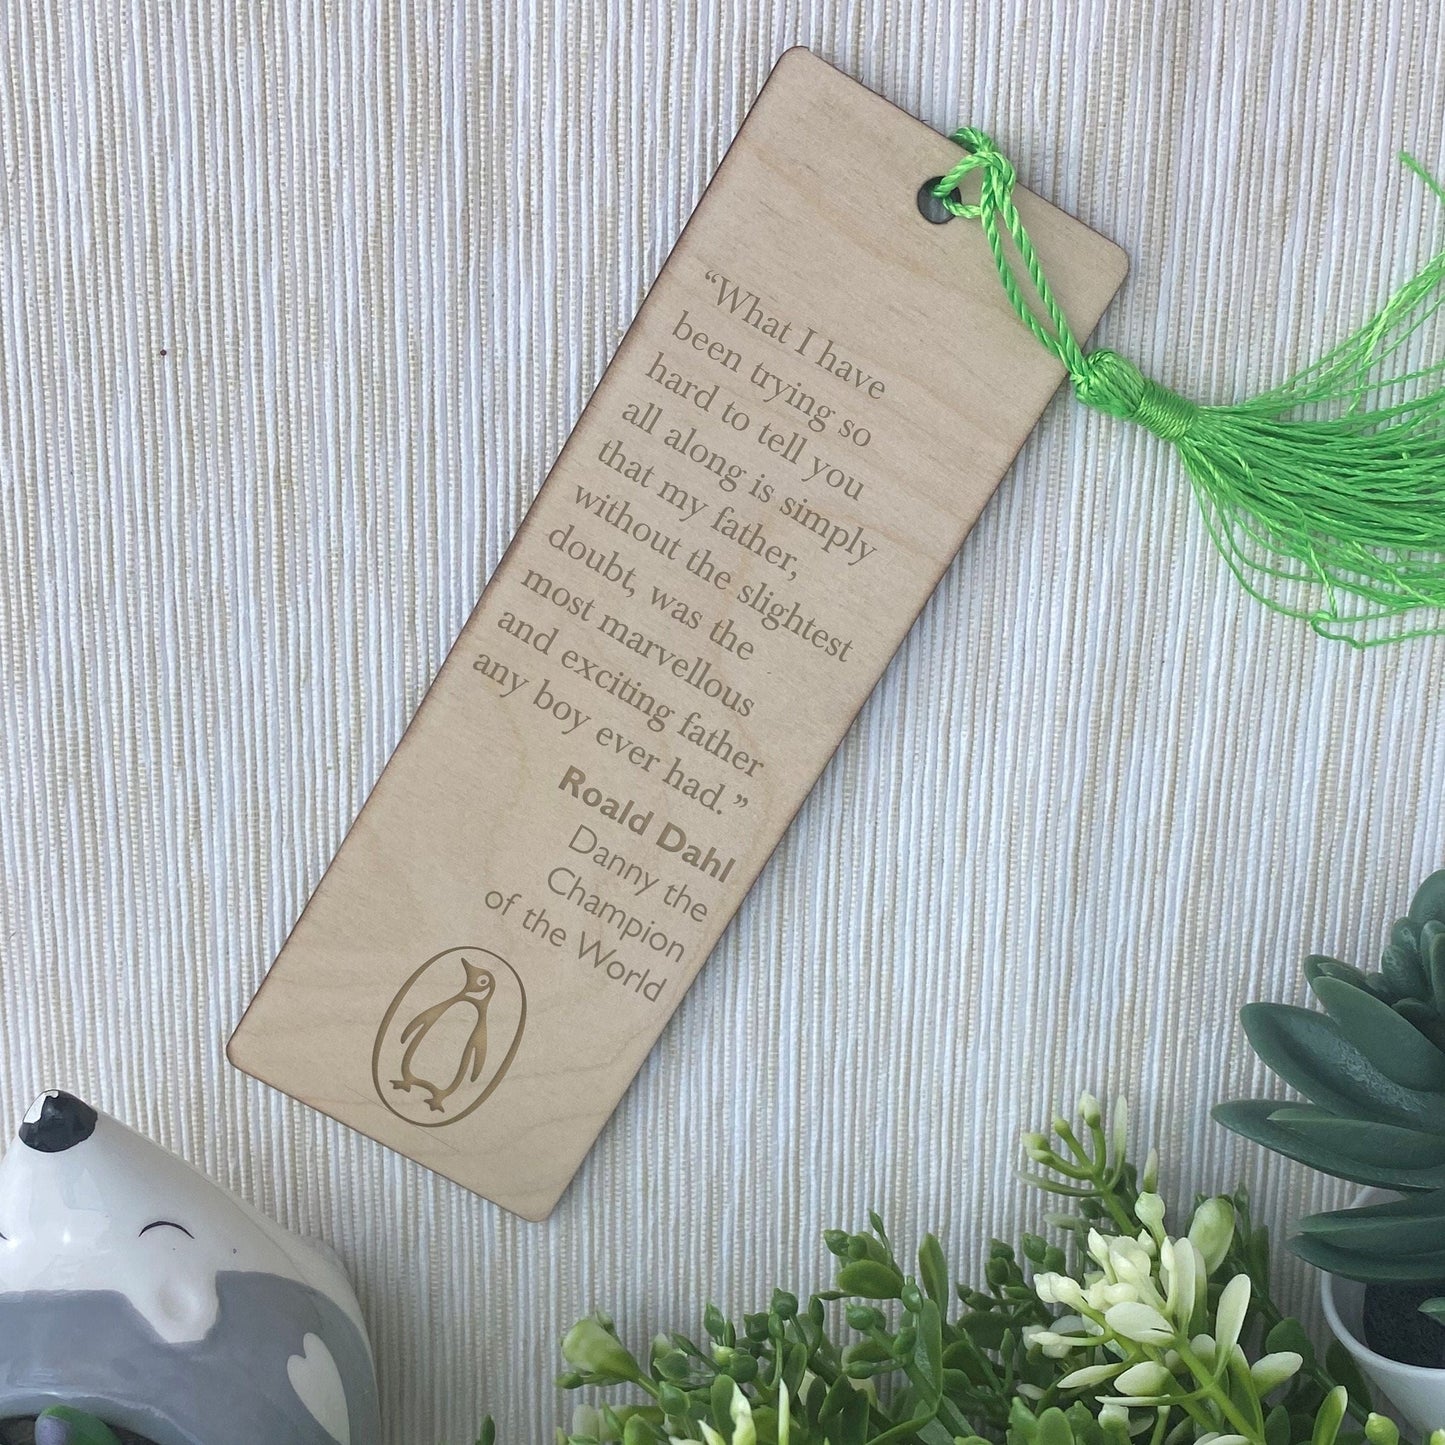 “What I have
been trying so
hard to tell you
all along is simply
that my father,
without the slightest
doubt, was the
most marvellous
and exciting father
any boy ever had.”
Roald Dahl
Danny the
Champion
of the World